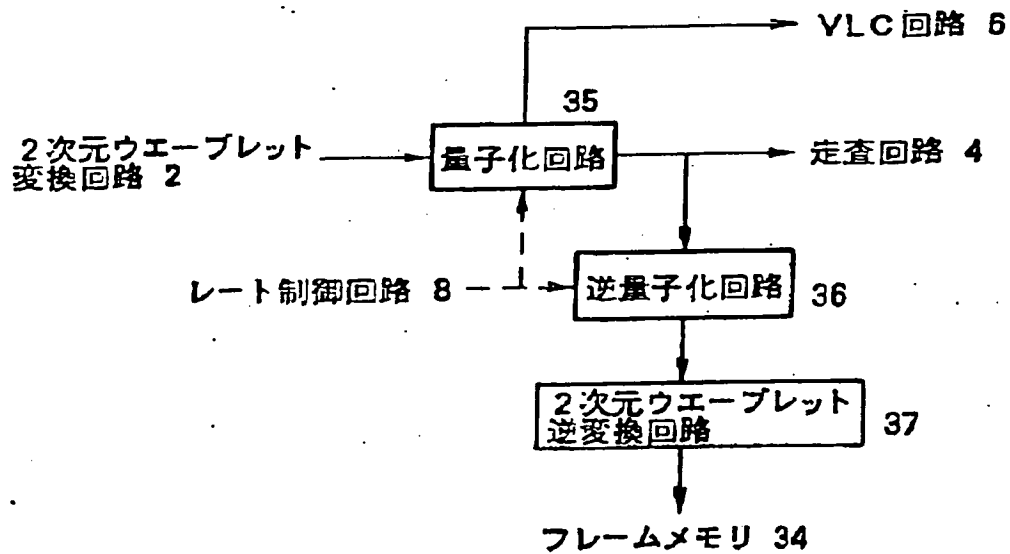 VLC回路 6
35
2次元ウエーブレット
変換回路 2
量子化回路
走査回路 4
レート制御回路 8
逆量子化回路
36
2次元ウエーブレット
逆変換回路
37
フレームメモリ 34